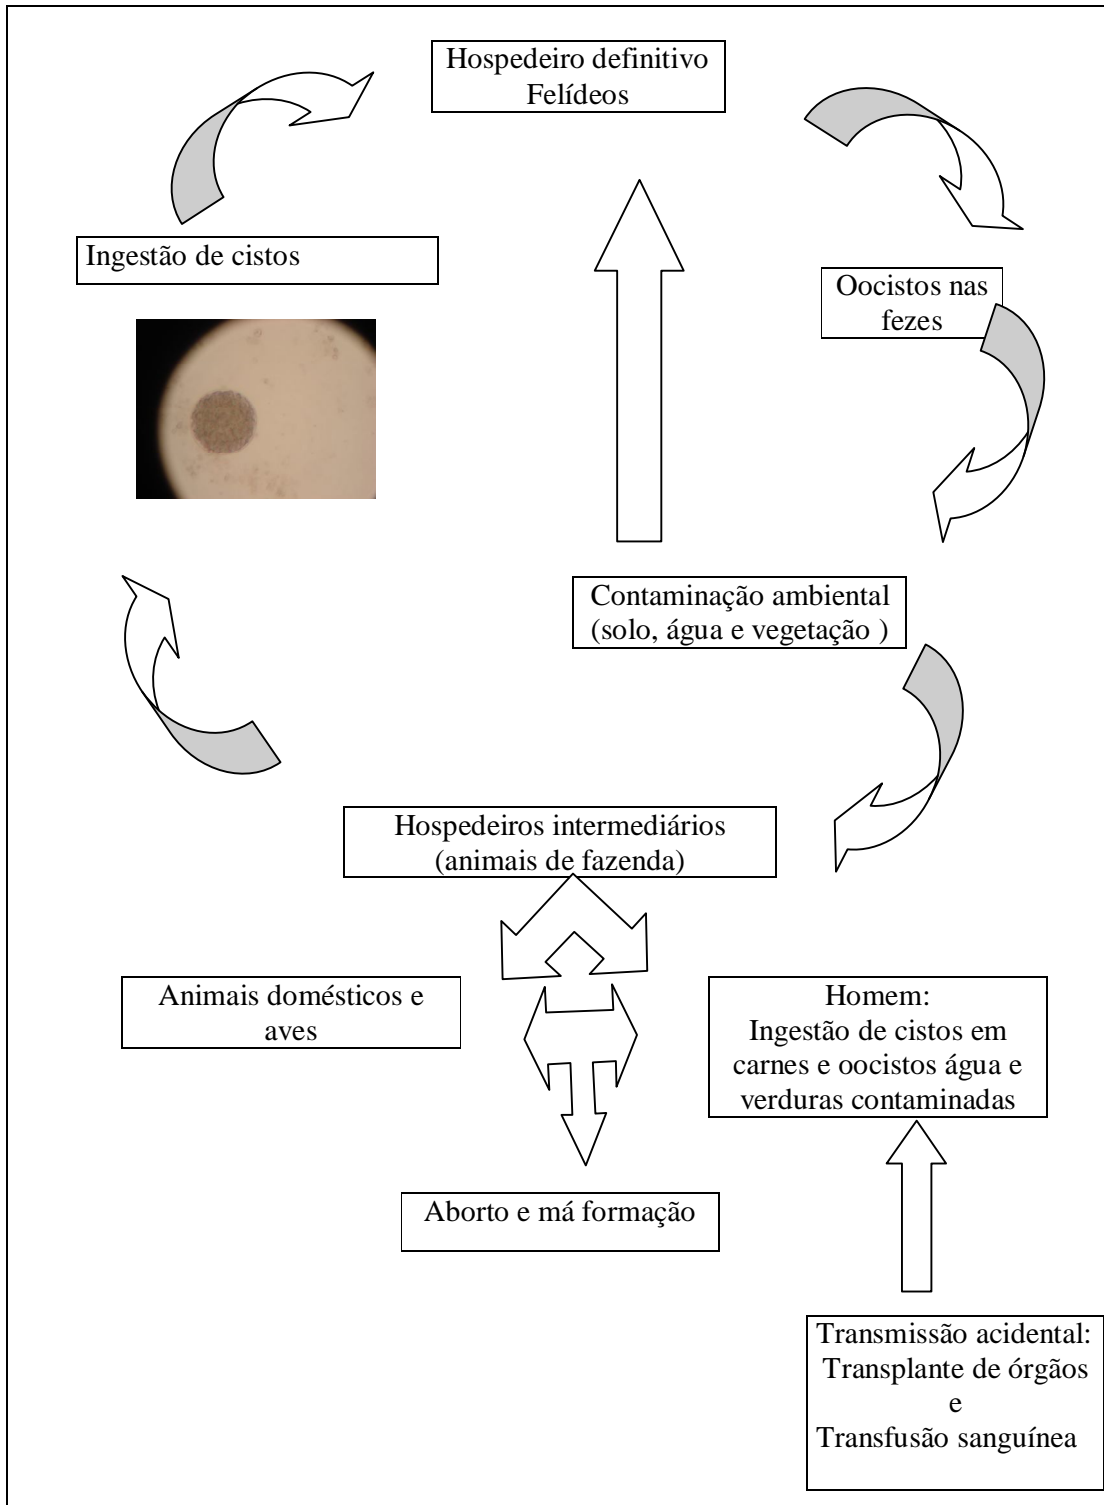 Hospedeiro definitivo
Felídeos
Ingestão de cistos
Oocistos nas
fezes
Contaminação ambiental
(solo, água e vegetação )
Hospedeiros intermediários
(animais de fazenda)
Animais domésticos e
aves
Homem:
Ingestão de cistos em
carnes e oocistos água e
verduras contaminadas
Aborto e má formação
Transmissão acidental:
Transplante de órgãos
e
Transfusão sanguínea